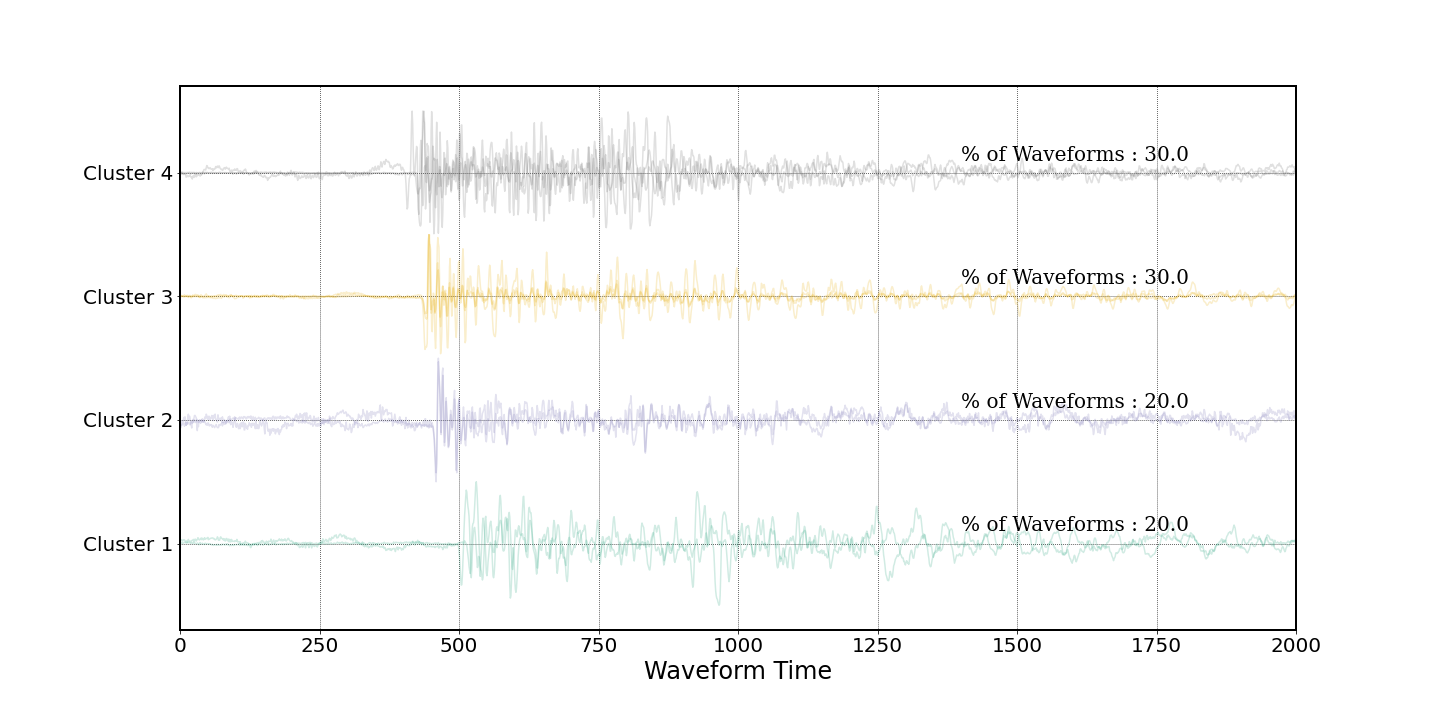 Cluster 4
% of Waveforms : 30.0
Cluster 3
% of Waveforms : 30.0
Cluster 2
% of Waveforms : 20.0
Cluster 1
% of Waveforms : 20.0
0 250 500 750 1000 1250 1500 1750 2000
Waveform Time